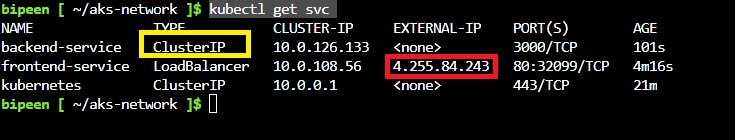 bipeen [ ~/aks-network ]$ kubectl get svc
NAME TYPE CLUSTER-IP EXTERNAL-IP PORT(S) AGE
backend-service ClusterIP 10.0.126.133 <none> 3000/TCP 101s
frontend-service LoadBalancer 10.0.108.56 4.255.84.243 80:32099/TCP 4m16s
kubernetes ClusterIP 10.0.0.1 <none> 443/TCP 21m
bipeen [ ~/aks-network ]$